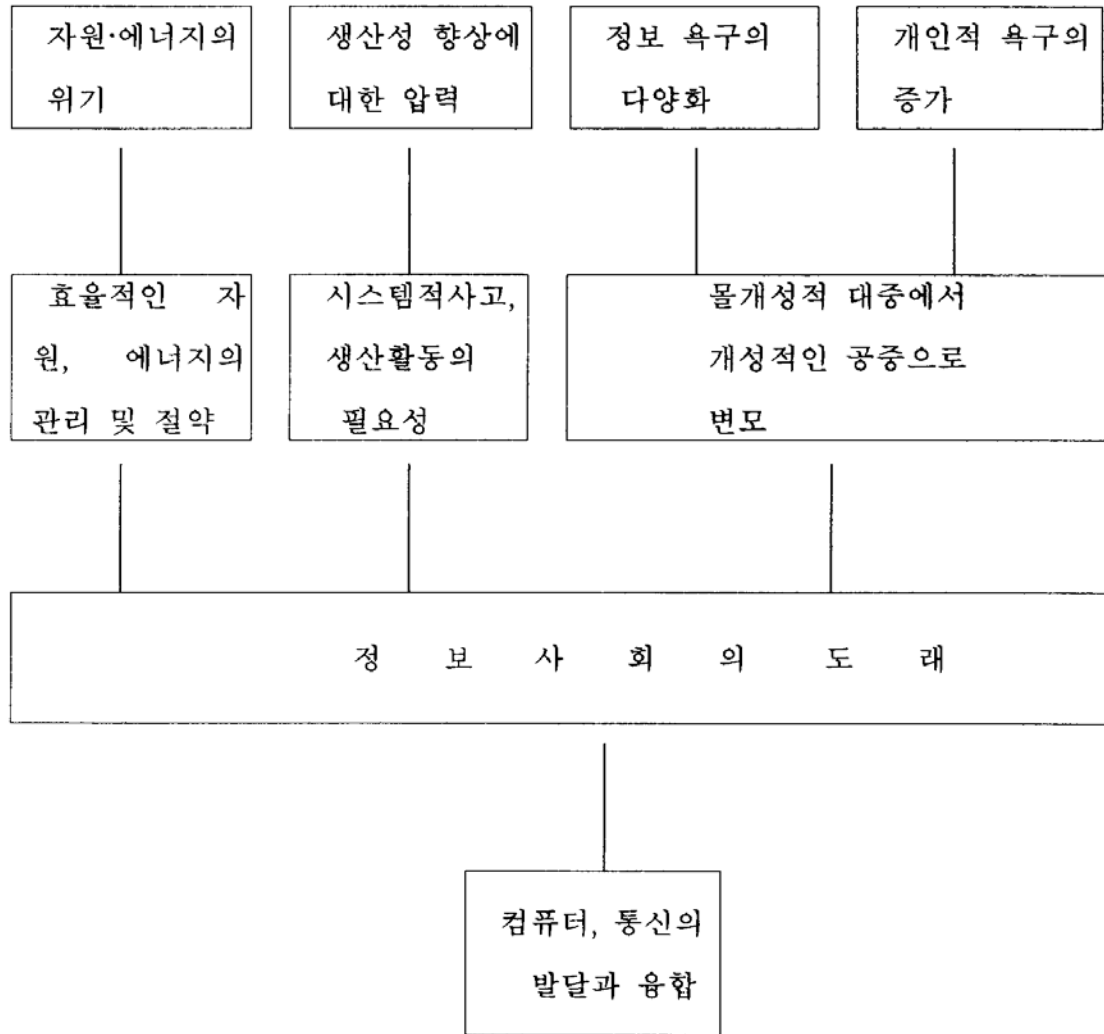 자원·에너지의
위기
생산성 향상에
대한 압력
정보 욕구의
다양화
개인적 욕구의
증가
효율적인 자
원, 에너지의
관리 및 절약
시스템적사고,
생산활동의
필요성
몰개성적 대중에서
개성적인 공중으로
변모
정 보 사 회 의 도 래
컴퓨터, 통신의
발달과 융합